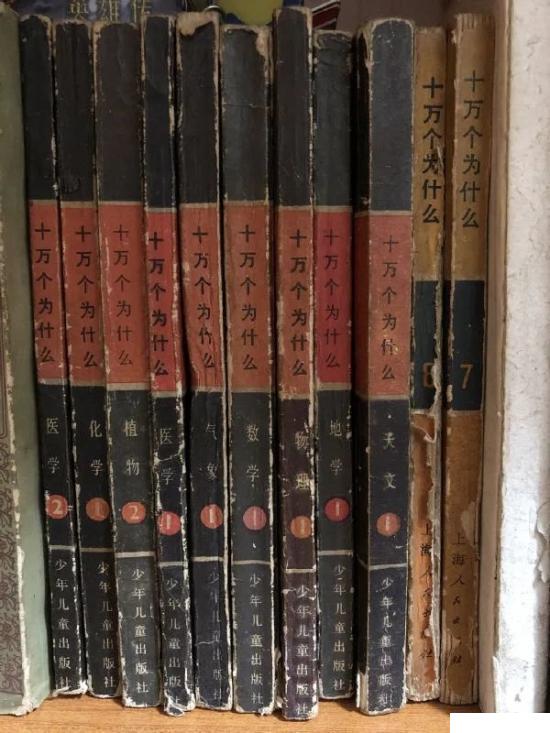 英雄传
十万个为什么
医学
2
少年儿童出版社
十万个为什么
化学
1
少年儿童出版社
十万个为什么
植物
2
少年儿童出版社
十万个为什么
医学
1
少年儿童出版社
十万个为什么
气象
1
少年儿童出版社
十万个为什么
数学
1
少年儿童出版社
十万个为什么
物理
1
少年儿童出版社
十万个为什么
地学
1
少年儿童出版社
十万个为什么
天文
1
少年儿童出版社
十万个为什么
8
上海人民出版社
十万个为什么
7
上海人民出版社